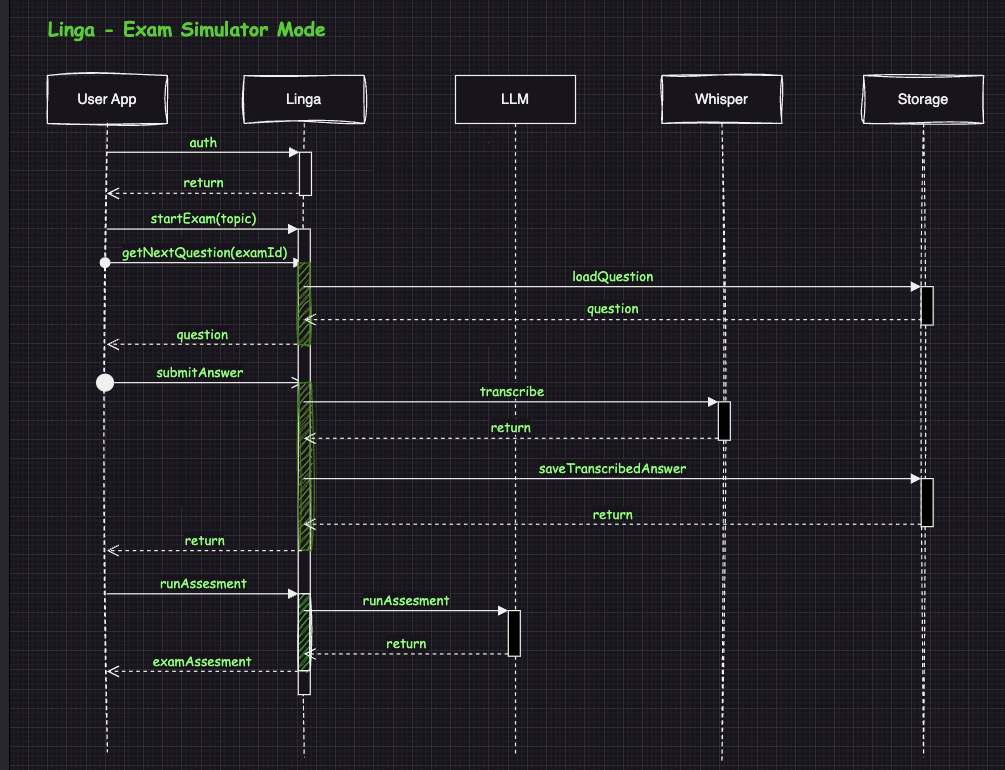 Linga - Exam Simulator Mode
User App
Linga
LLM
Whisper
Storage
auth
return
startExam(topic)
getNextQuestion(examId)
loadQuestion
question
question
submitAnswer
transcribe
return
saveTranscribedAnswer
return
return
runAssesment
runAssesment
return
examAssesment